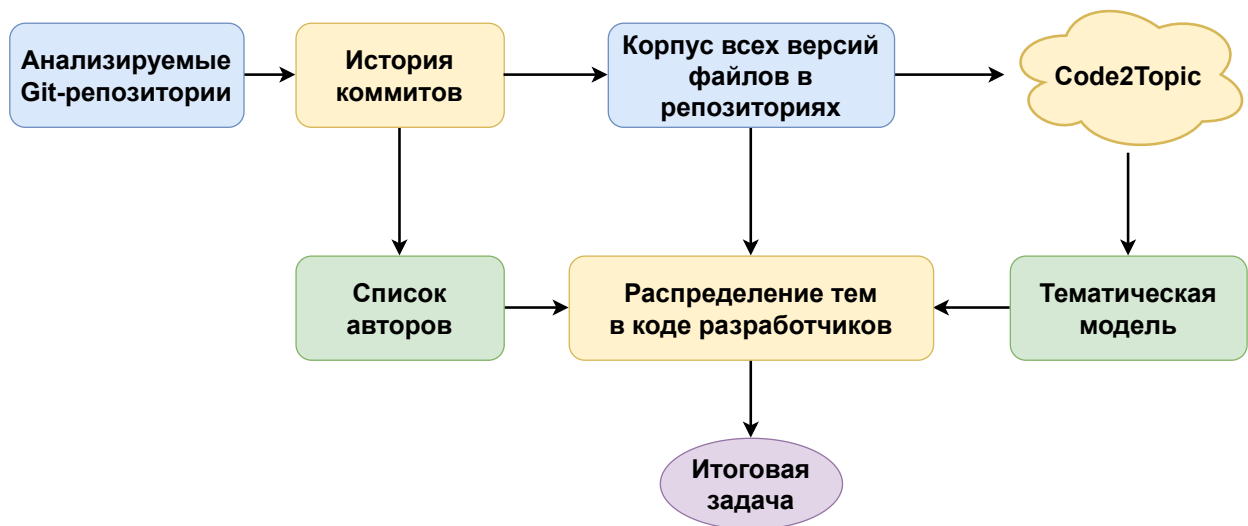 Анализируемые
Git-репозитории
История
коммитов
Корпус всех версий
файлов в
репозиториях
Code2Topic
Список
авторов
Распределение тем
в коде разработчиков
Тематическая
модель
Итоговая
задача